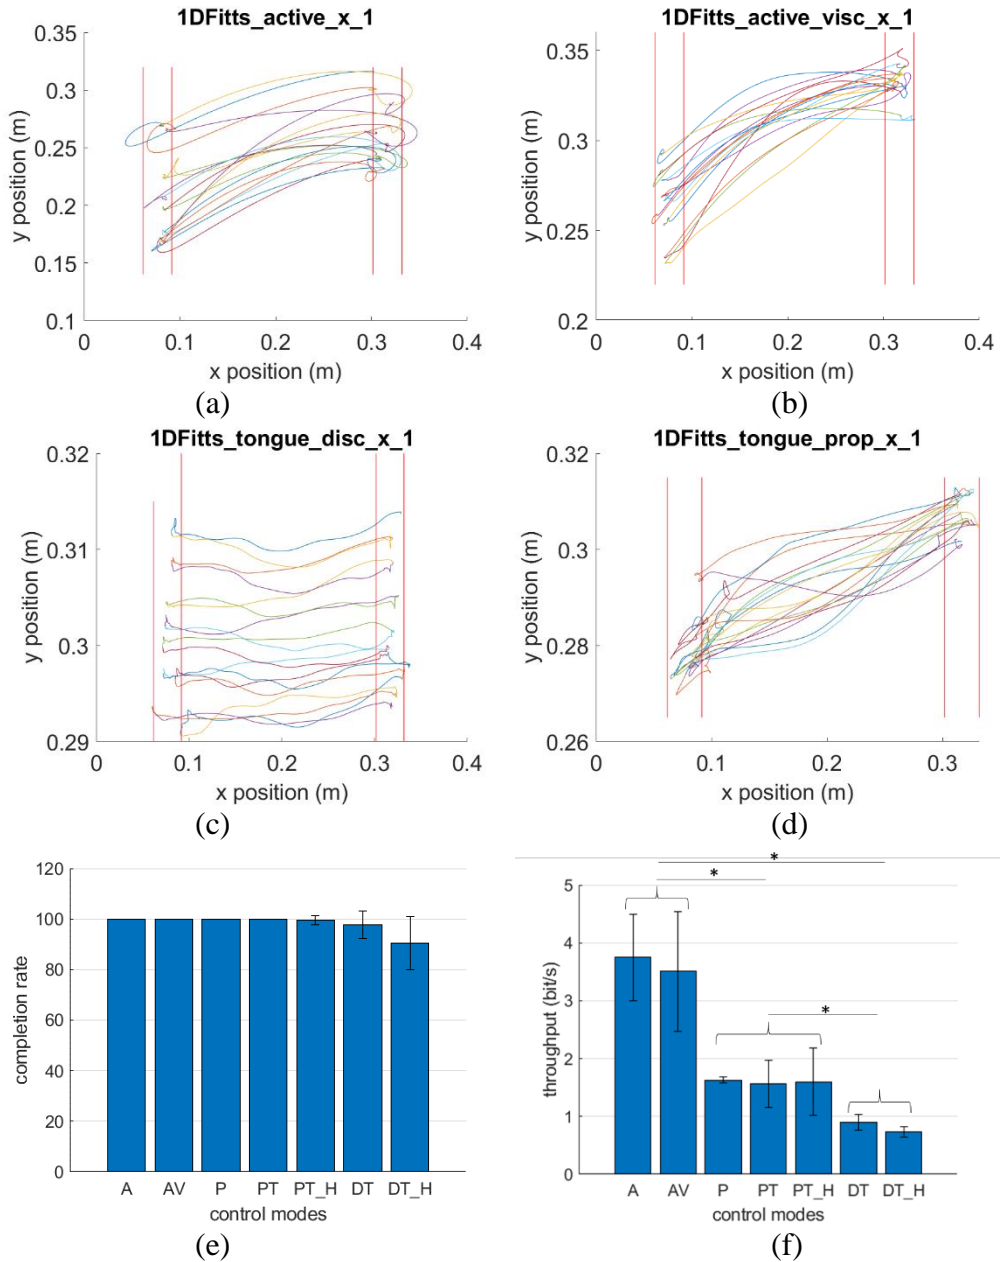 1DFitts_active_x_1
0.35
0.3
0.25
0.2
0.15
0.1
y position (m)
0
0.1
0.2
0.3
0.4
x position (m)
(a)
1DFitts_active_visc_x_1
0.35
0.3
0.25
0.2
y position (m)
0
0.1
0.2
0.3
0.4
x position (m)
(b)
1DFitts_tongue_disc_x_1
0.32
0.31
0.3
0.29
y position (m)
0
0.1
0.2
0.3
0.4
x position (m)
(c)
1DFitts_tongue_prop_x_1
0.32
0.3
0.28
0.26
y position (m)
0
0.1
0.2
0.3
x position (m)
(d)
120
100
80
60
40
20
0
completion rate
A
AV
P
PT
PT_H
DT
DT_H
control modes
(e)
*
*
*
5
4
3
2
1
0
throughput (bit/s)
A
AV
P
PT
PT_H
DT
DT_H
control modes
(f)